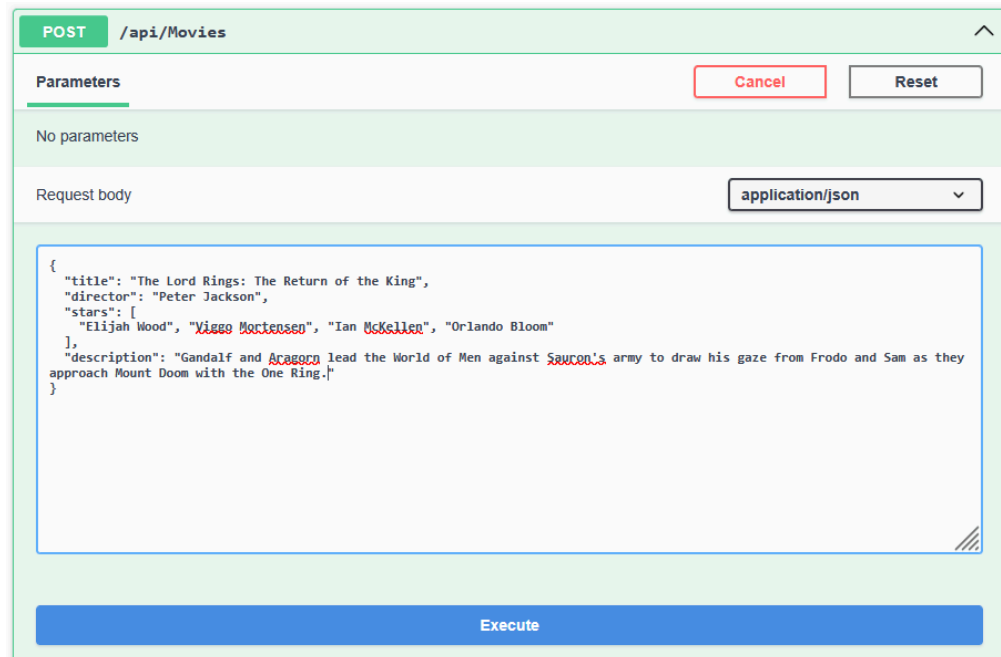 POST /api/Movies
Parameters
Cancel
Reset
No parameters
Request body
application/json
{
  "title": "The Lord Rings: The Return of the King",
  "director": "Peter Jackson",
  "stars": [
    "Elijah Wood", "Viggo Mortensen", "Ian McKellen", "Orlando Bloom"
  ],
  "description": "Gandalf and Aragorn lead the World of Men against Sauron's army to draw his gaze from Frodo and Sam as they
approach Mount Doom with the One Ring."
}
Execute